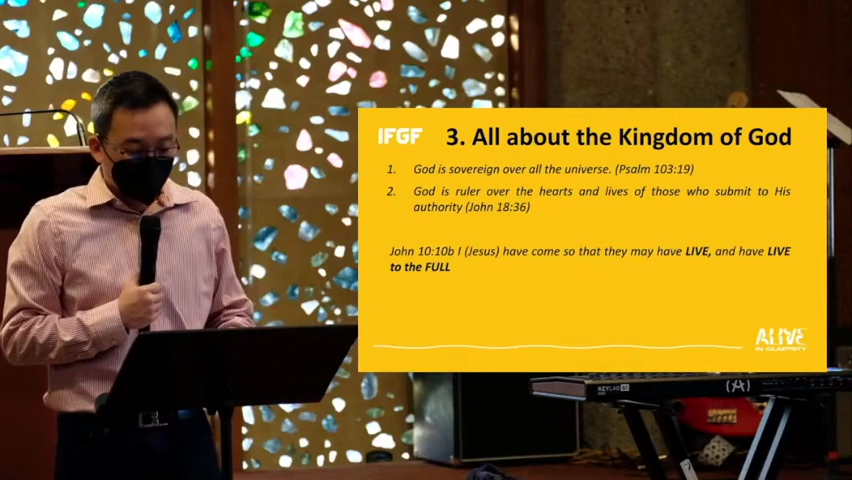 IFGF
3. All about the Kingdom of God
1. God is sovereign over all the universe. (Psalm 103:19)
2. God is ruler over the hearts and lives of those who submit to His
authority (John 18:36)
John 10:10b I (Jesus) have come so that they may have LIVE, and have LIVE
to the FULL
ALIVE
KEYLAB